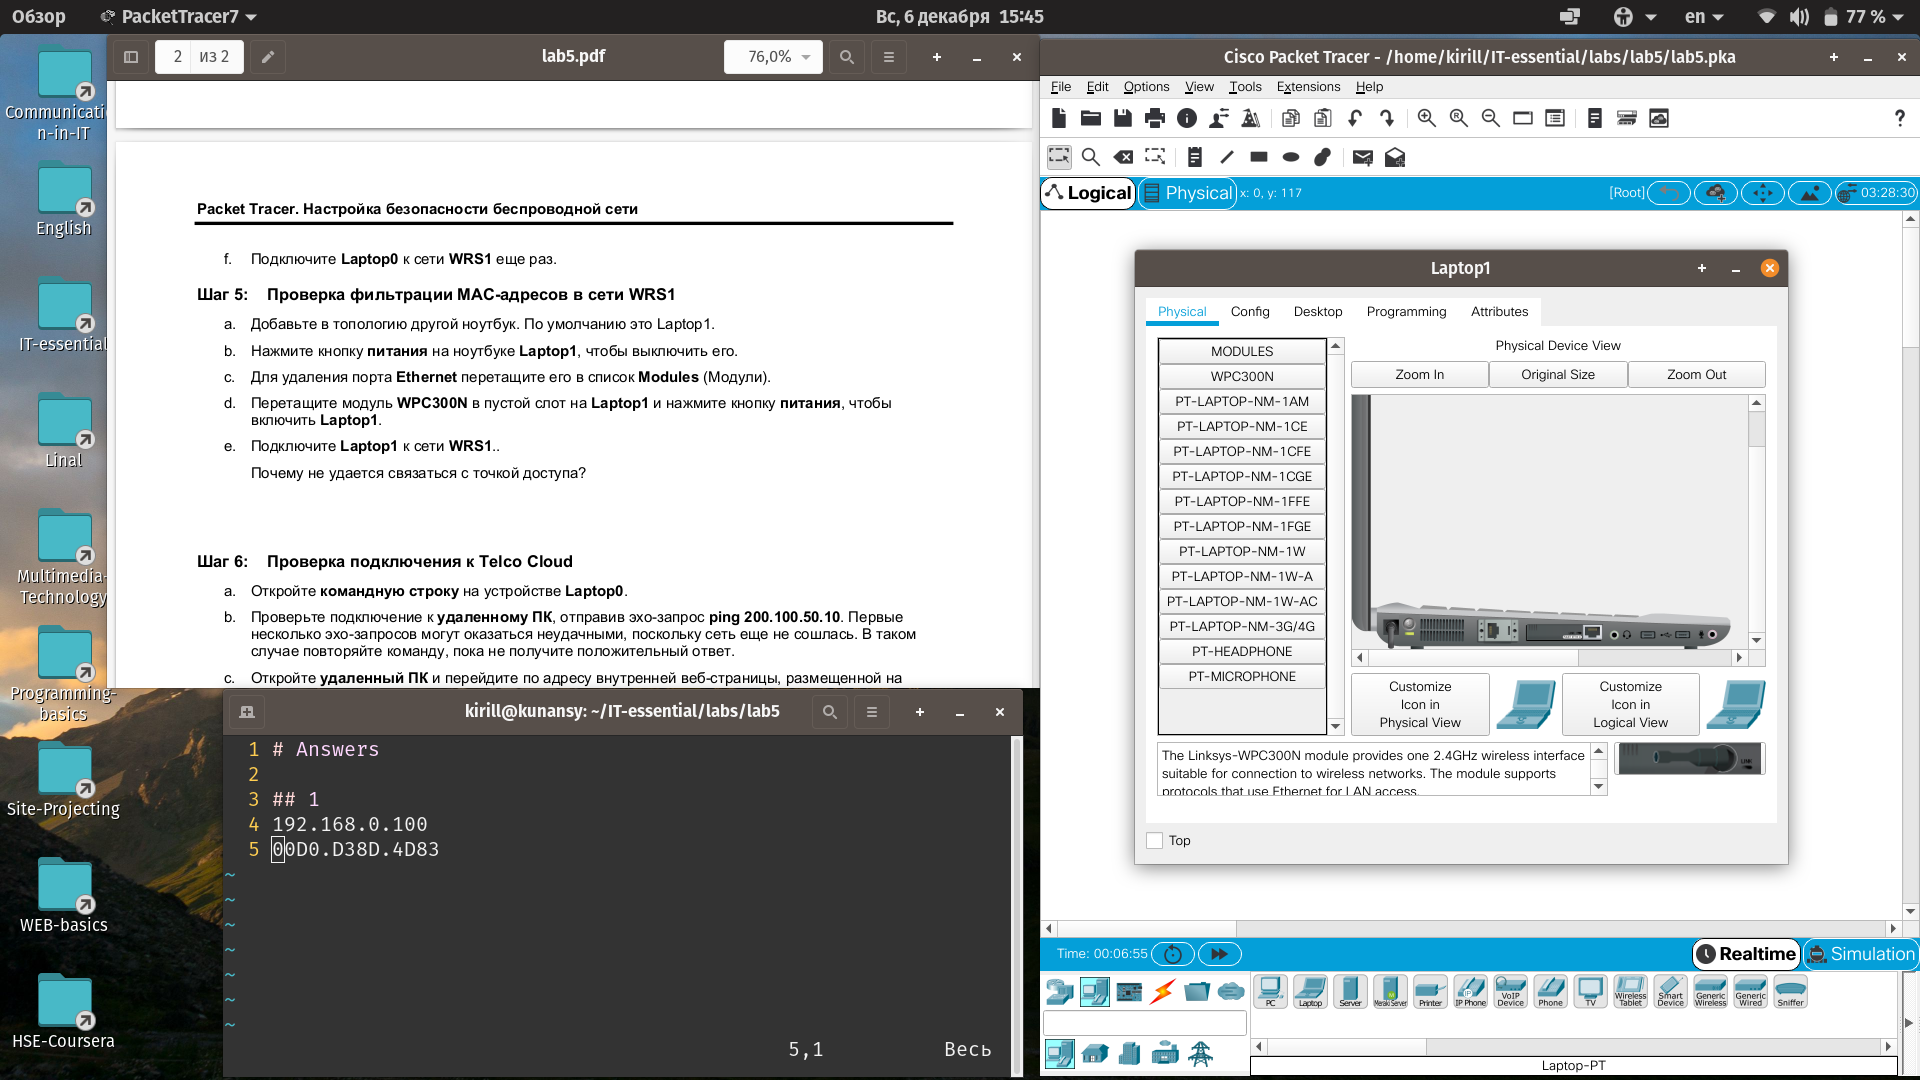 Обзор
PacketTracer7
Вс, 6 декабря 15:45
en
77 %
Communicati
n-in-IT
English
IT-essential
Linal
Multimedia-
Technology
Programming-
basics
Site-Projecting
WEB-basics
HSE-Coursera
2 из 2
lab5.pdf
76,0%
Packet Tracer. Настройка безопасности беспроводной сети
f. Подключите Laptop0 к сети WRS1 еще раз.
Шаг 5: Проверка фильтрации MAC-адресов в сети WRS1
a. Добавьте в топологию другой ноутбук. По умолчанию это Laptop1.
b. Нажмите кнопку питания на ноутбуке Laptop1, чтобы выключить его.
c. Для удаления порта Ethernet перетащите его в список Modules (Модули).
d. Перетащите модуль WPC300N в пустой слот на Laptop1 и нажмите кнопку питания, чтобы
включить Laptop1.
e. Подключите Laptop1 к сети WRS1..
Почему не удается связаться с точкой доступа?
Шаг 6: Проверка подключения к Telco Cloud
a. Откройте командную строку на устройстве Laptop0.
b. Проверьте подключение к удаленному ПК, отправив эхо-запрос ping 200.100.50.10. Первые
несколько эхо-запросов могут оказаться неудачными, поскольку сеть еще не сошлась. В таком
случае повторяйте команду, пока не получите положительный ответ.
c. Откройте удаленный ПК и перейдите по адресу внутренней веб-страницы, размещенной на
kirill@kunansy: ~/IT-essential/labs/lab5
1 # Answers
2
3 ## 1
4 192.168.0.100
5 00D0.D38D.4D83
~
~
~
~
~
~
~
5,1 Весь
Cisco Packet Tracer - /home/kirill/IT-essential/labs/lab5/lab5.pka
File Edit Options View Tools Extensions Help
?
Logical
Physical
x: 0, y: 117
[Root]
03:28:30
Laptop1
Physical Config Desktop Programming Attributes
MODULES
WPC300N
PT-LAPTOP-NM-1AM
PT-LAPTOP-NM-1CE
PT-LAPTOP-NM-1CFE
PT-LAPTOP-NM-1CGE
PT-LAPTOP-NM-1FFE
PT-LAPTOP-NM-1FGE
PT-LAPTOP-NM-1W
PT-LAPTOP-NM-1W-A
PT-LAPTOP-NM-1W-AC
PT-LAPTOP-NM-3G/4G
PT-HEADPHONE
PT-MICROPHONE
Physical Device View
Zoom In
Original Size
Zoom Out
Customize
Icon in
Physical View
Customize
Icon in
Logical View
The Linksys-WPC300N module provides one 2.4GHz wireless interface
suitable for connection to wireless networks. The module supports
protocols that use Ethernet for LAN access.
LINK
Top
Time: 00:06:55
Realtime
Simulation
PC
Laptop
Server
Meraki Server
Printer
IP Phone
VoIP
Device
Phone
TV
Wireless
Tablet
Smart
Device
Generic
Wireless
Generic
Wired
Sniffer
Laptop-PT